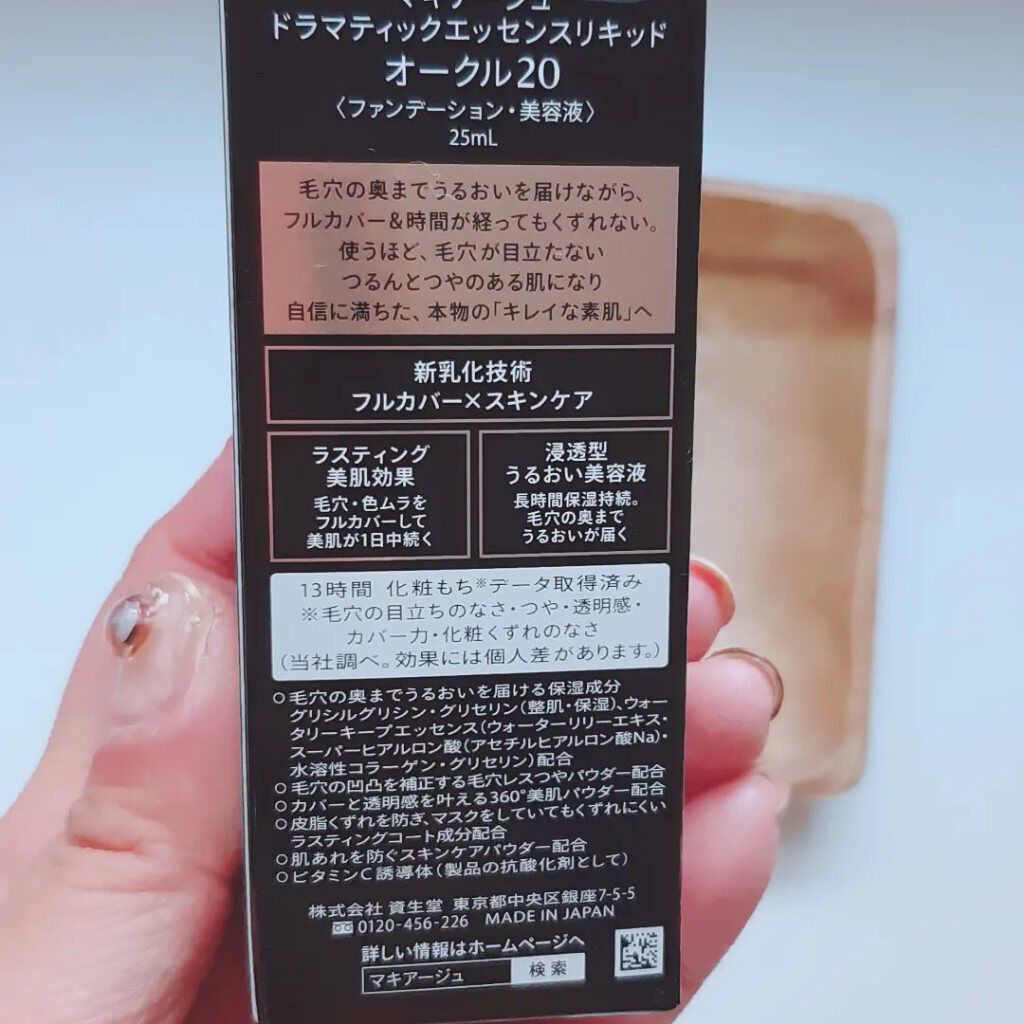 マキアージュ
ドラマティックエッセンスリキッド
オークル20
〈ファンデーション・美容液〉
25mL
毛穴の奥までうるおいを届けながら、
フルカバー&時間が経ってもくずれない。
使うほど、毛穴が目立たない
つるんとつやのある肌になり
自信に満ちた、本物の「キレイな素肌」へ
新乳化技術
フルカバー×スキンケア
ラスティング
美肌効果
毛穴・色ムラを
フルカバーして
美肌が1日中続く
浸透型
うるおい美容液
長時間保湿持続。
毛穴の奥まで
うるおいが届く
13時間 化粧もち※データ取得済み
※毛穴の目立ちのなさ・つや・透明感・
カバー力・化粧くずれのなさ
（当社調べ。効果には個人差があります。）
○毛穴の奥までうるおいを届ける保湿成分
グリシルグリシン・グリセリン（整肌・保湿）、ウォー
タリーキープエッセンス（ウォーターリリーエキス・
スーパーヒアルロン酸（アセチルヒアルロン酸Na）・
水溶性コラーゲン・グリセリン）配合
○毛穴の凹凸を補正する毛穴レスつやパウダー配合
○カバーと透明感を叶える360°美肌パウダー配合
○皮脂くずれを防ぎ、マスクをしていてもくずれにくい
ラスティングコート成分配合
○肌あれを防ぐスキンケアパウダー配合
○ビタミンC誘導体（製品の抗酸化剤として）
株式会社 資生堂 東京都中央区銀座7-5-5
0120-456-226 MADE IN JAPAN
詳しい情報はホームページへ
マキアージュ 検索